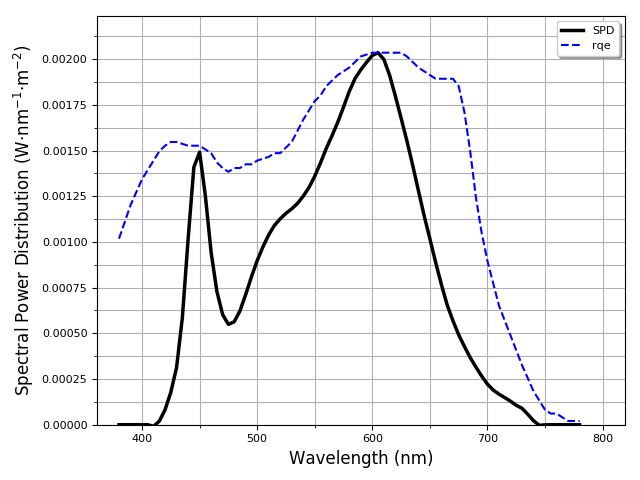 SPD
rqe
0.00200
0.00175
0.00150
0.00125
0.00100
0.00075
0.00050
0.00025
0.00000
Spectral Power Distribution (W·nm⁻¹·m⁻²)
400 500 600 700 800
Wavelength (nm)